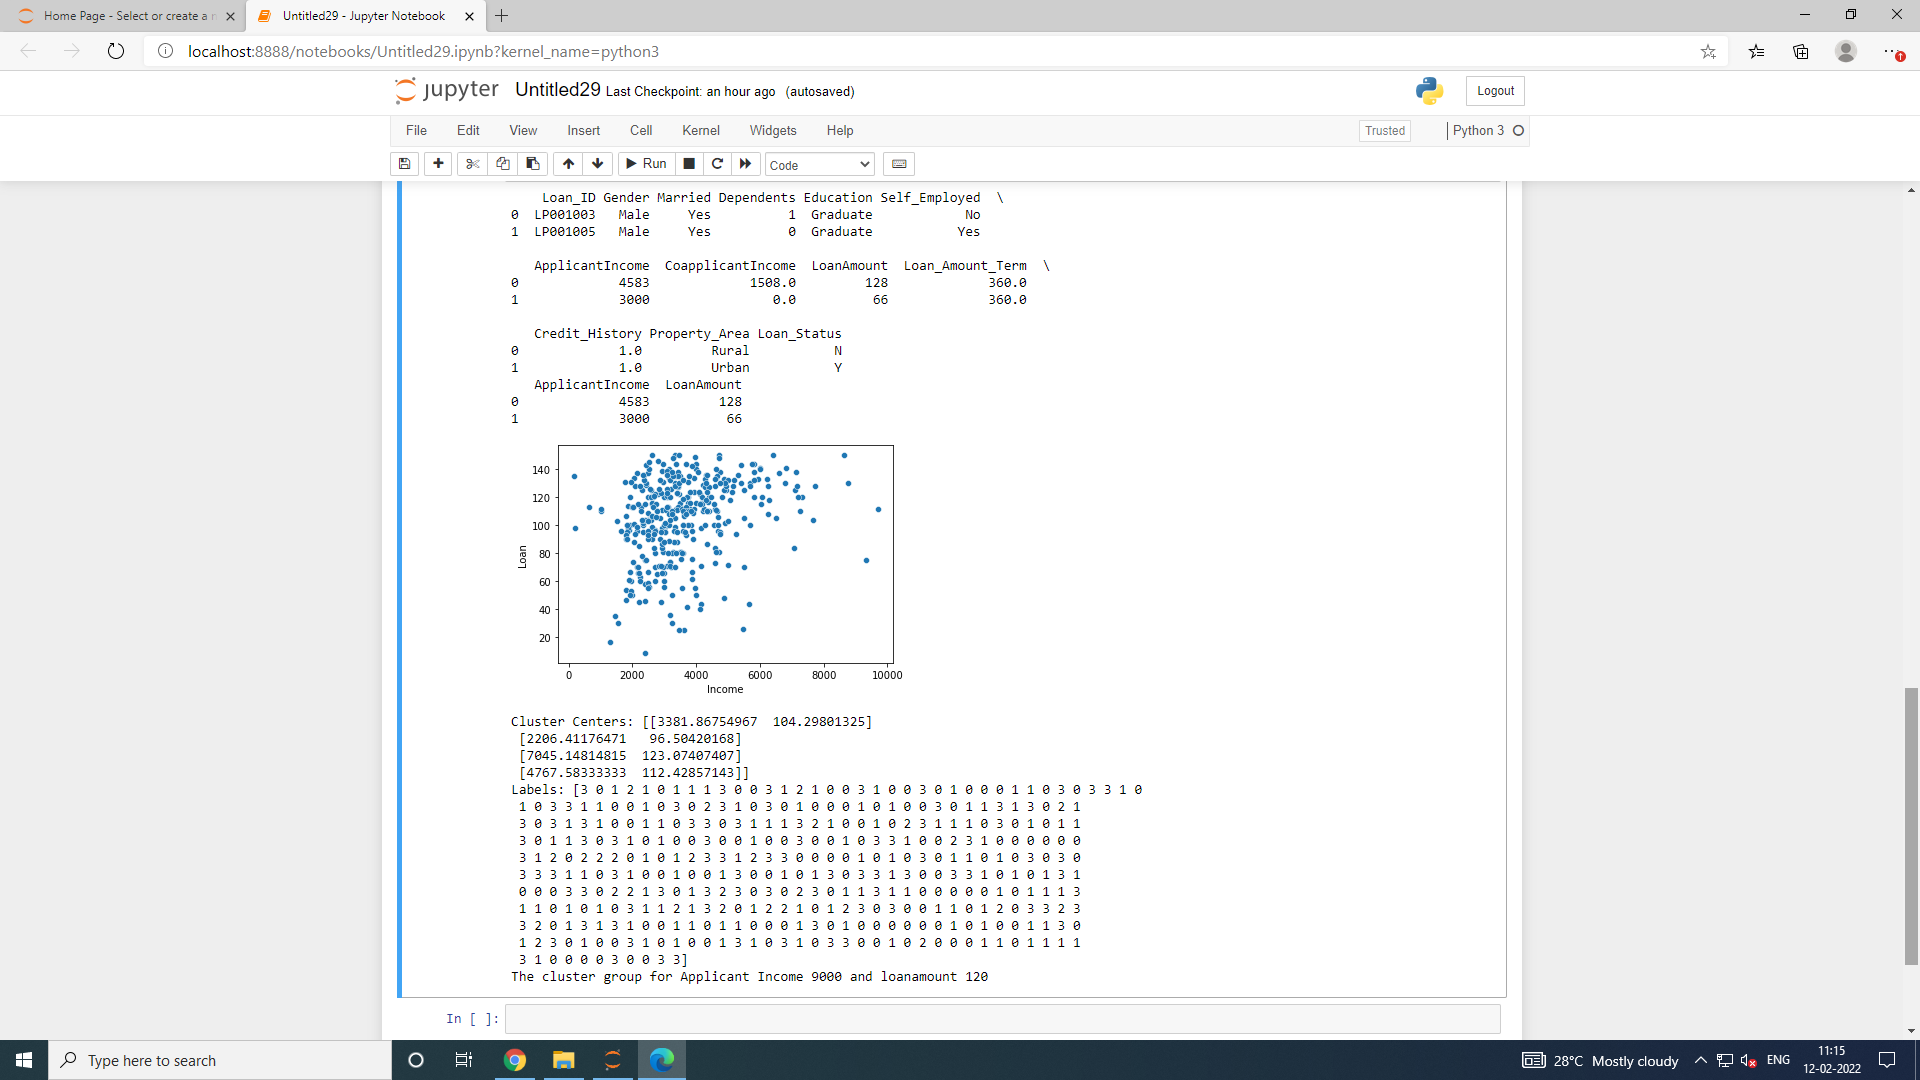 Home Page - Select or create a n
Untitled29 - Jupyter Notebook
localhost:8888/notebooks/Untitled29.ipynb?kernel_name=python3
jupyter Untitled29 Last Checkpoint: an hour ago (autosaved)
Logout
File Edit View Insert Cell Kernel Widgets Help
Trusted Python 3
Run Code
Loan_ID Gender Married Dependents Education Self_Employed \
0 LP001003 Male Yes 1 Graduate No
1 LP001005 Male Yes 0 Graduate Yes
ApplicantIncome CoapplicantIncome LoanAmount Loan_Amount_Term \
0 4583 1508.0 128 360.0
1 3000 0.0 66 360.0
Credit_History Property_Area Loan_Status
0 1.0 Rural N
1 1.0 Urban Y
ApplicantIncome LoanAmount
0 4583 128
1 3000 66
140
120
100
80
60
40
20
Loan
0 2000 4000 6000 8000 10000
Income
Cluster Centers: [[3381.86754967 104.29801325]
[2206.41176471 96.50420168]
[7045.14814815 123.07407407]
[4767.58333333 112.42857143]]
Labels: [3 0 1 2 1 0 1 1 1 3 0 0 3 1 2 1 0 0 3 1 0 0 3 0 1 0 0 0 1 1 0 3 0 3 3 1 0
1 0 3 3 1 1 0 0 1 0 3 0 2 3 1 0 3 0 1 0 0 0 1 0 1 0 0 3 0 1 1 3 1 3 0 2 1
3 0 3 1 3 1 0 0 1 1 0 3 3 0 3 1 1 1 3 2 1 0 0 1 0 2 3 1 1 1 0 3 0 1 0 1 1
3 0 1 1 3 0 3 1 0 1 0 0 3 0 0 1 0 0 3 0 0 1 0 3 3 1 0 0 2 3 1 0 0 0 0 0 0
3 1 2 0 2 2 2 0 1 0 1 2 3 3 1 2 3 3 0 0 0 0 1 0 1 0 3 0 1 1 0 1 0 3 0 3 0
3 3 3 1 1 0 3 1 0 0 1 0 0 1 3 0 0 1 0 1 3 0 3 3 1 3 0 0 3 3 1 0 1 0 1 3 1
0 0 0 3 3 0 2 2 1 3 0 1 3 2 3 0 3 0 2 3 0 1 1 3 1 1 0 0 0 0 0 1 0 1 1 1 3
1 1 0 1 0 1 0 3 1 1 2 1 3 2 0 1 2 2 1 0 1 2 3 0 3 0 0 1 1 0 1 2 0 3 3 2 3
3 2 0 1 3 1 3 1 0 0 1 1 0 1 1 0 0 0 1 3 0 1 0 0 0 0 0 0 1 0 1 0 0 1 1 3 0
1 2 3 0 1 0 0 3 1 0 1 0 0 1 3 1 0 3 1 0 3 3 0 0 1 0 2 0 0 0 1 1 0 1 1 1 1
3 1 0 0 0 0 3 0 0 3 3]
The cluster group for Applicant Income 9000 and loanamount 120
In [ ]:
Type here to search
28°C Mostly cloudy
ENG
11:15
12-02-2022